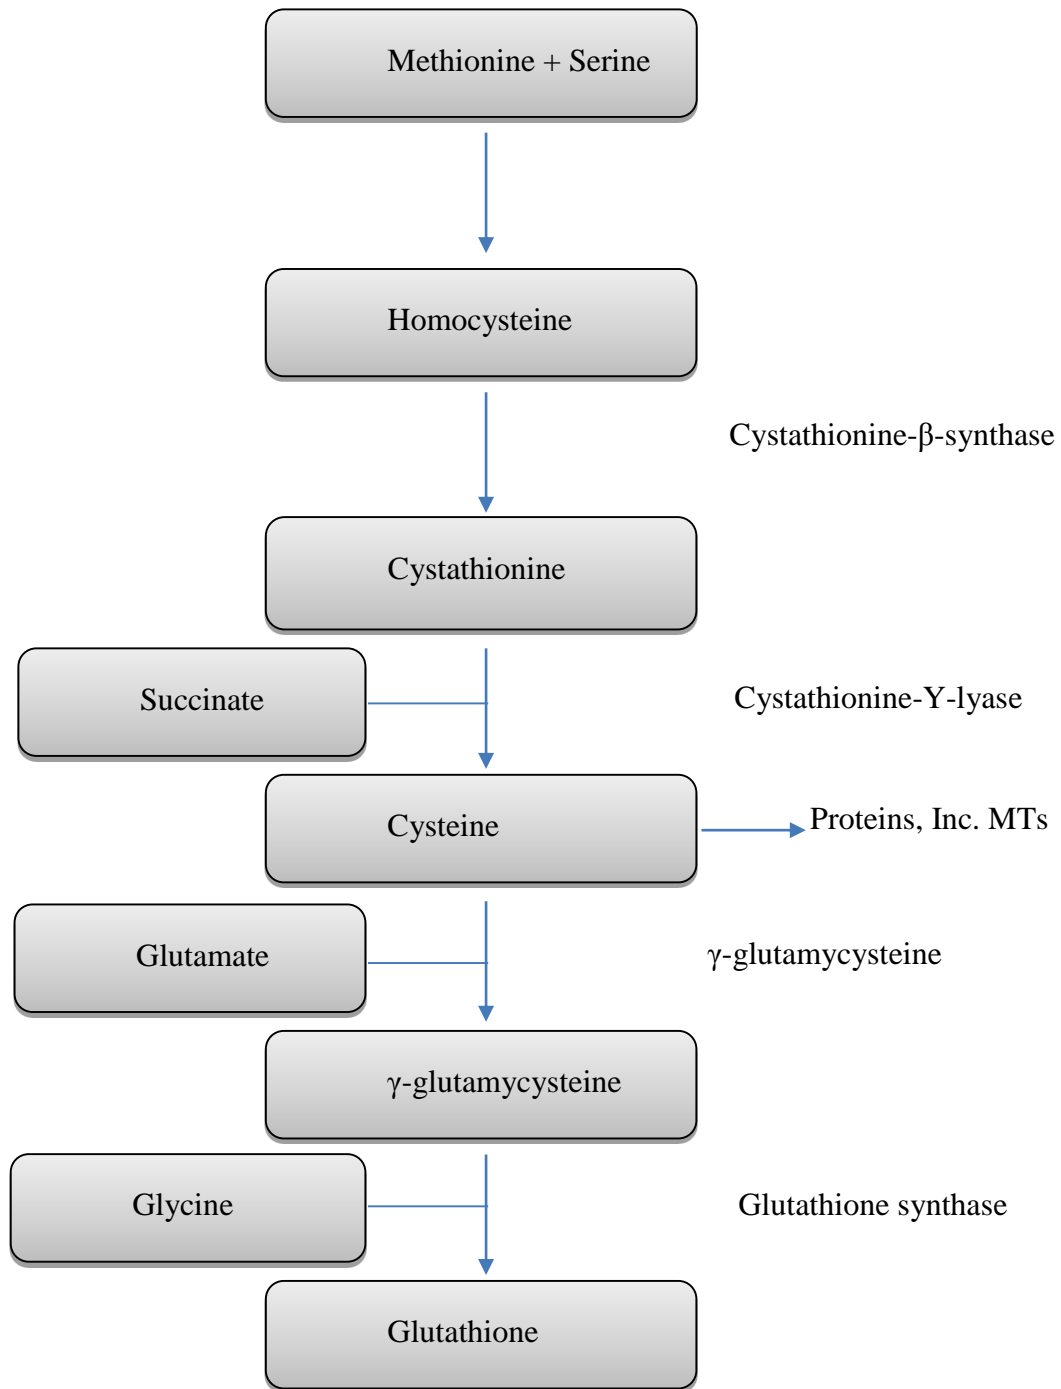 Methionine + Serine
Homocysteine
Cystathionine-β-synthase
Cystathionine
Succinate
Cystathionine-Y-lyase
Cysteine
Proteins, Inc. MTs
Glutamate
γ-glutamycysteine
γ-glutamycysteine
Glycine
Glutathione synthase
Glutathione